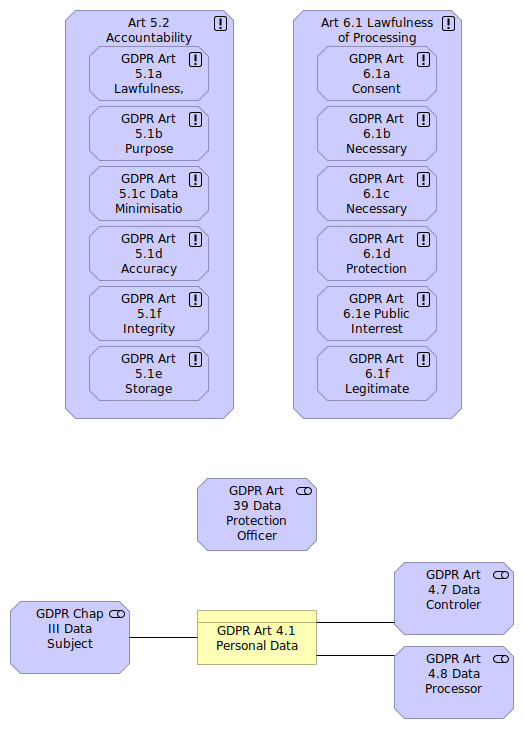 Art 5.2
Accountability
GDPR Art
5.1a
Lawfulness,
GDPR Art
5.1b
Purpose
GDPR Art
5.1c Data
Minimisatio
GDPR Art
5.1d
Accuracy
GDPR Art
5.1f
Integrity
GDPR Art
5.1e
Storage
Art 6.1 Lawfulness
of Processing
GDPR Art
6.1a
Consent
GDPR Art
6.1b
Necessary
GDPR Art
6.1c
Necessary
GDPR Art
6.1d
Protection
GDPR Art
6.1e Public
Interrest
GDPR Art
6.1f
Legitimate
GDPR Art
39 Data
Protection
Officer
GDPR Chap
III Data
Subject
GDPR Art 4.1
Personal Data
GDPR Art
4.7 Data
Controler
GDPR Art
4.8 Data
Processor